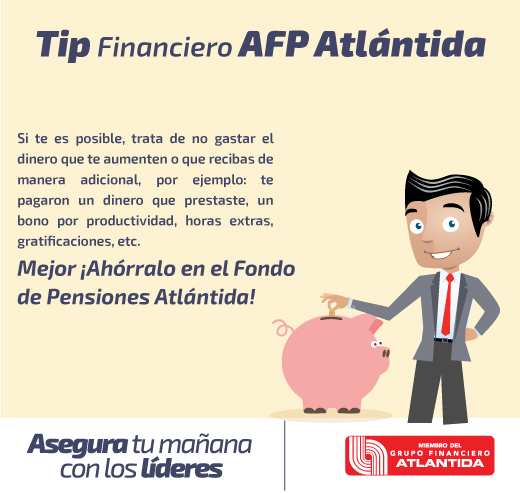 Tip Financiero AFP Atlántida
Si te es posible, trata de no gastar el
dinero que te aumenten o que recibas de
manera adicional, por ejemplo: te
pagaron un dinero que prestaste, un
bono por productividad, horas extras,
gratificaciones, etc.
Mejor ¡Ahórralo en el Fondo
de Pensiones Atlántida!
Asegura tu mañana
con los líderes
MIEMBRO DEL
GRUPO FINANCIERO
ATLANTIDA